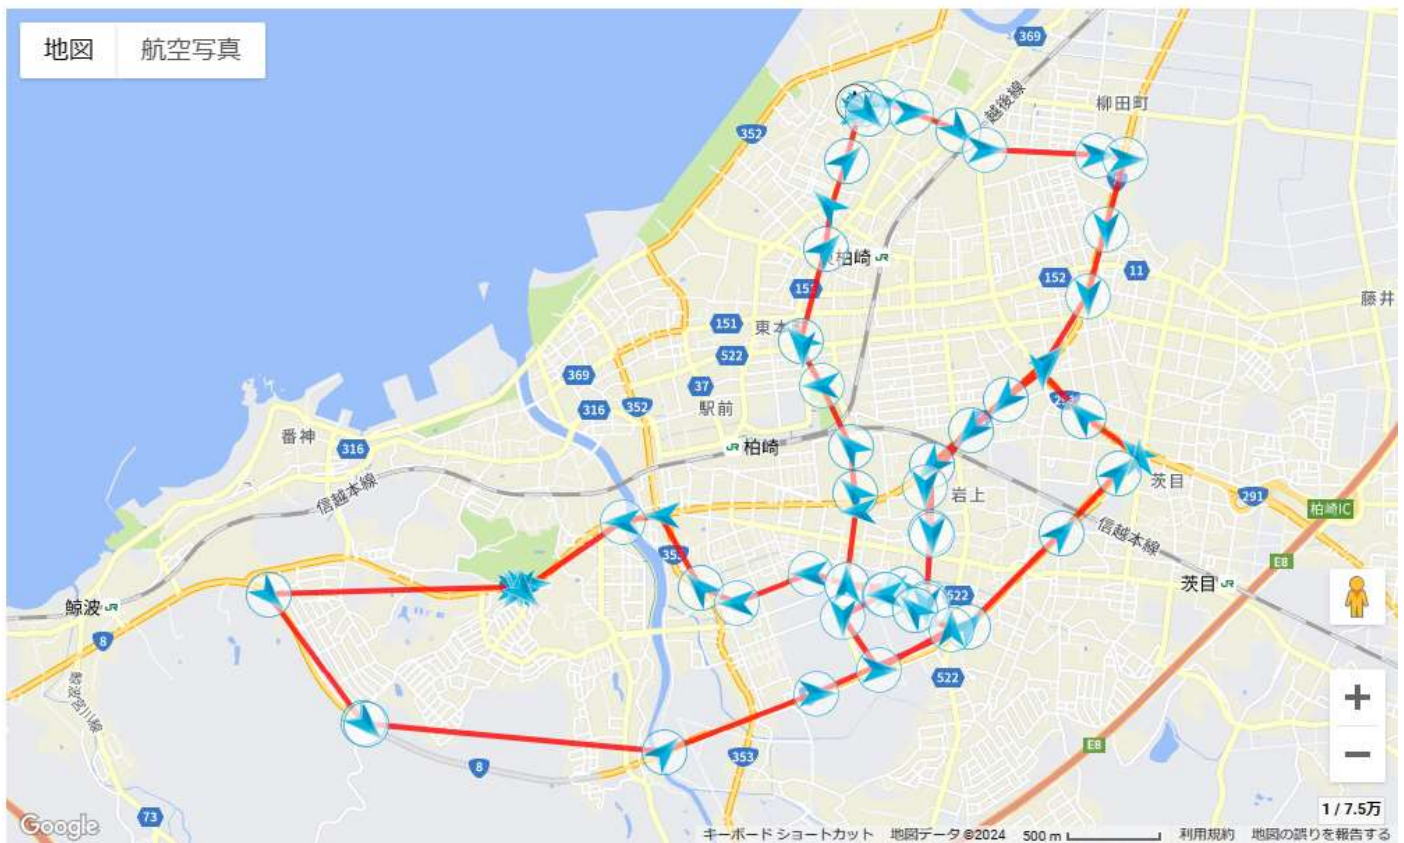 地図 航空写真
369
越後線
柳田町
352
東柏崎 JR
152
11
藤井
151
東本
522
369
37
316
352
駅前
番神
316
柏崎 JR
信越本線
岩上
茨目
291
柏崎IC
信越本線
E8
353
茨目 JR
522
鯨波 JR
8
522
353
8
E8
73
1 / 7.5万
Google
キーボード ショートカット 地図データ ©2024 500 m 利用規約 地図の誤りを報告する